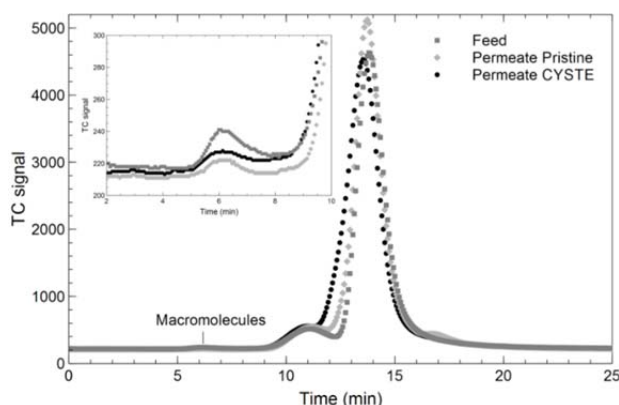 5000
4000
3000
2000
1000
0
TC signal
0
5
10
15
20
25
Time (min)
Feed
Permeate Pristine
Permeate CYSTE
Macromolecules
300
280
260
240
220
200
TC signal
2
4
6
8
10
Time (min)